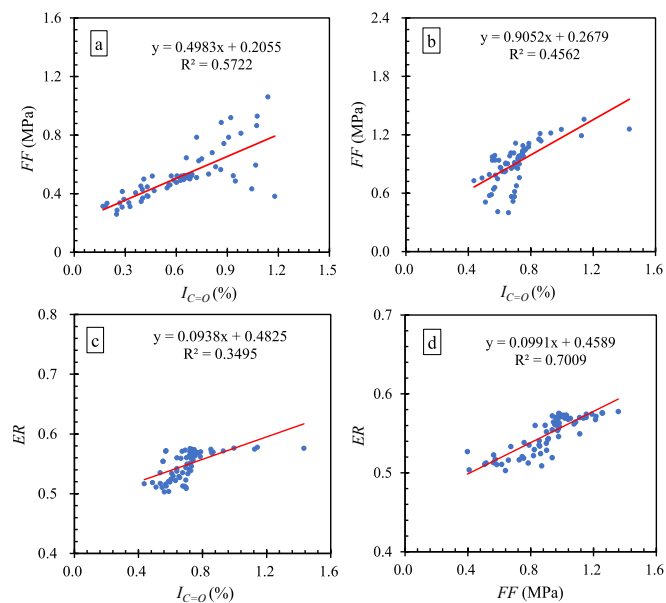 a
y = 0.4983x + 0.2055
R² = 0.5722
FF (MPa)
1.6
1.2
0.8
0.4
0
0.0 0.3 0.6 0.9 1.2 1.5
I_{C=O} (%)
b
y = 0.9052x + 0.2679
R² = 0.4562
FF (MPa)
2.4
1.8
1.2
0.6
0.0
0.0 0.4 0.8 1.2 1.6
I_{C=O} (%)
c
y = 0.0938x + 0.4825
R² = 0.3495
ER
0.8
0.7
0.6
0.5
0.4
0.0 0.4 0.8 1.2 1.6
I_{C=O} (%)
d
y = 0.0991x + 0.4589
R² = 0.7009
ER
0.7
0.6
0.5
0.4
0.0 0.4 0.8 1.2 1.6
FF (MPa)